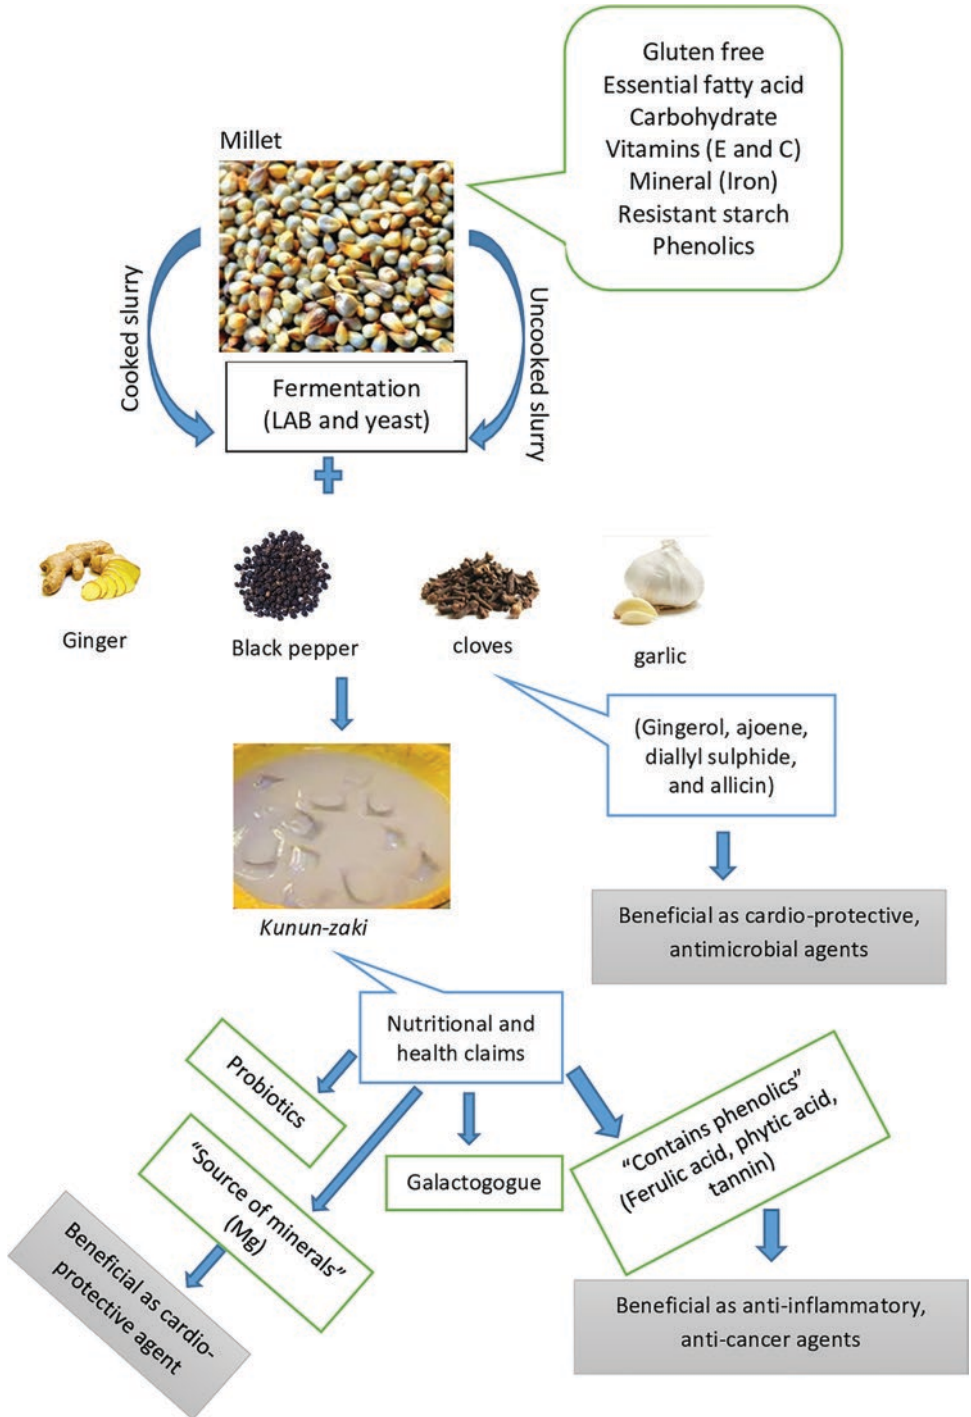 Gluten free
Essential fatty acid
Carbohydrate
Vitamins (E and C)
Mineral (Iron)
Resistant starch
Phenolics
Millet
Cooked slurry
Uncooked slurry
Fermentation
(LAB and yeast)
Ginger
Black pepper
cloves
garlic
(Gingerol, ajoene,
diallyl sulphide,
and allicin)
Beneficial as cardio-protective,
antimicrobial agents
Kunun-zaki
Nutritional and
health claims
Probiotics
"Source of minerals"
(Mg)
Galactogogue
"Contains phenolics"
(Ferulic acid, phytic acid,
tannin)
Beneficial as cardio-
protective agent
Beneficial as anti-inflammatory,
anti-cancer agents